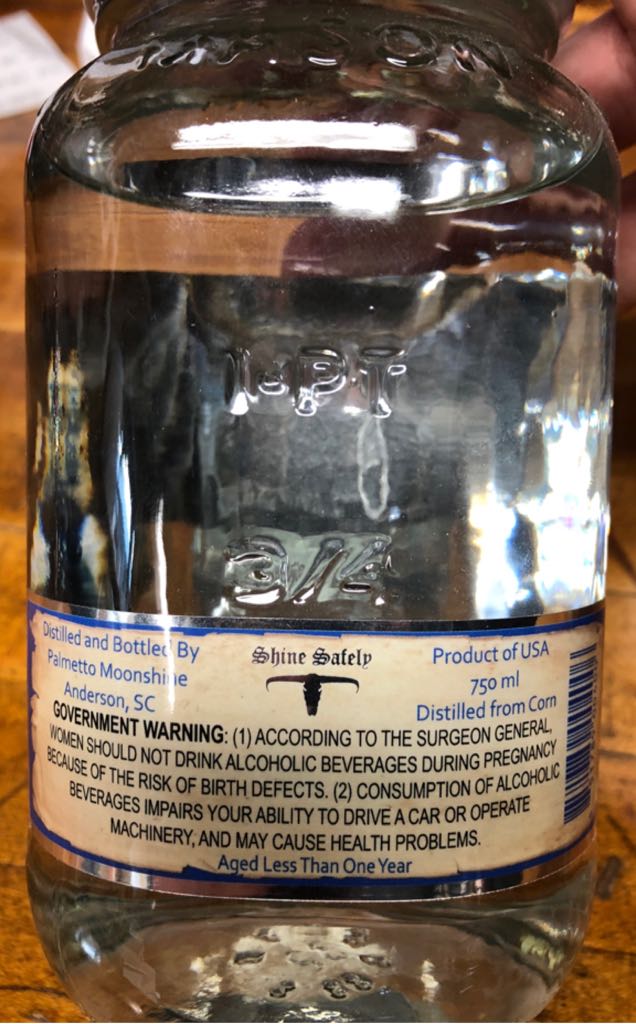 MASON
1-PT
3/4
Distilled and Bottled By
Palmetto Moonshine
Anderson, SC
Shine Safely
Product of USA
750 ml
Distilled from Corn
GOVERNMENT WARNING: (1) ACCORDING TO THE SURGEON GENERAL,
WOMEN SHOULD NOT DRINK ALCOHOLIC BEVERAGES DURING PREGNANCY
BECAUSE OF THE RISK OF BIRTH DEFECTS. (2) CONSUMPTION OF ALCOHOLIC
BEVERAGES IMPAIRS YOUR ABILITY TO DRIVE A CAR OR OPERATE
MACHINERY, AND MAY CAUSE HEALTH PROBLEMS.
Aged Less Than One Year